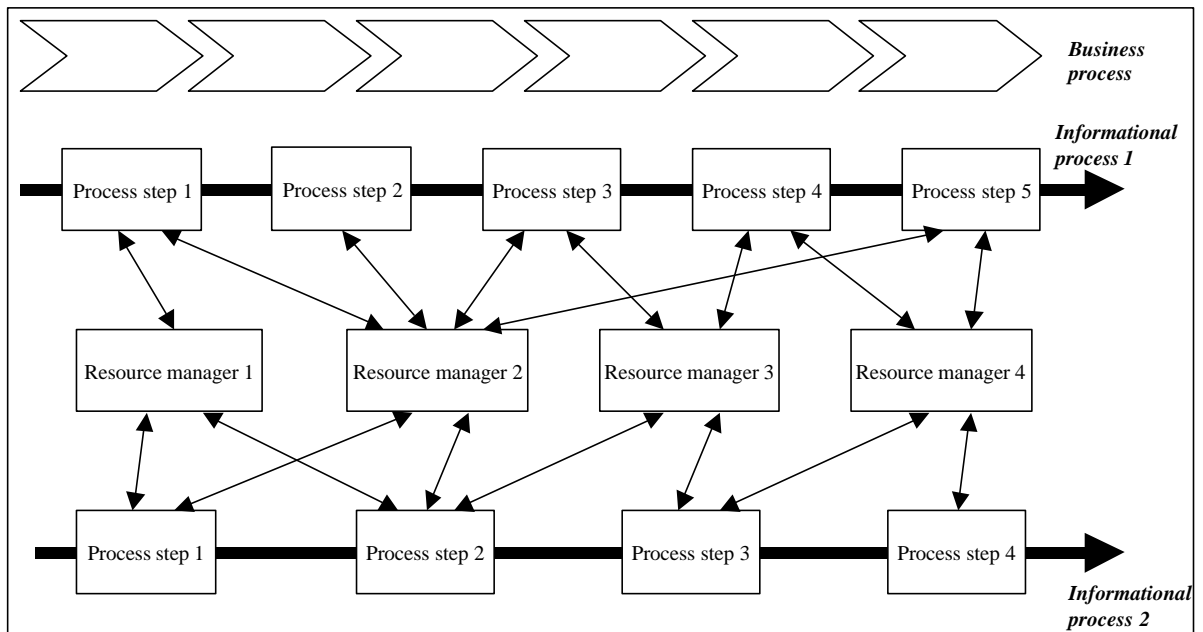 Business
process
Informational
process 1
Process step 1
Process step 2
Process step 3
Process step 4
Process step 5
Resource manager 1
Resource manager 2
Resource manager 3
Resource manager 4
Process step 1
Process step 2
Process step 3
Process step 4
Informational
process 2